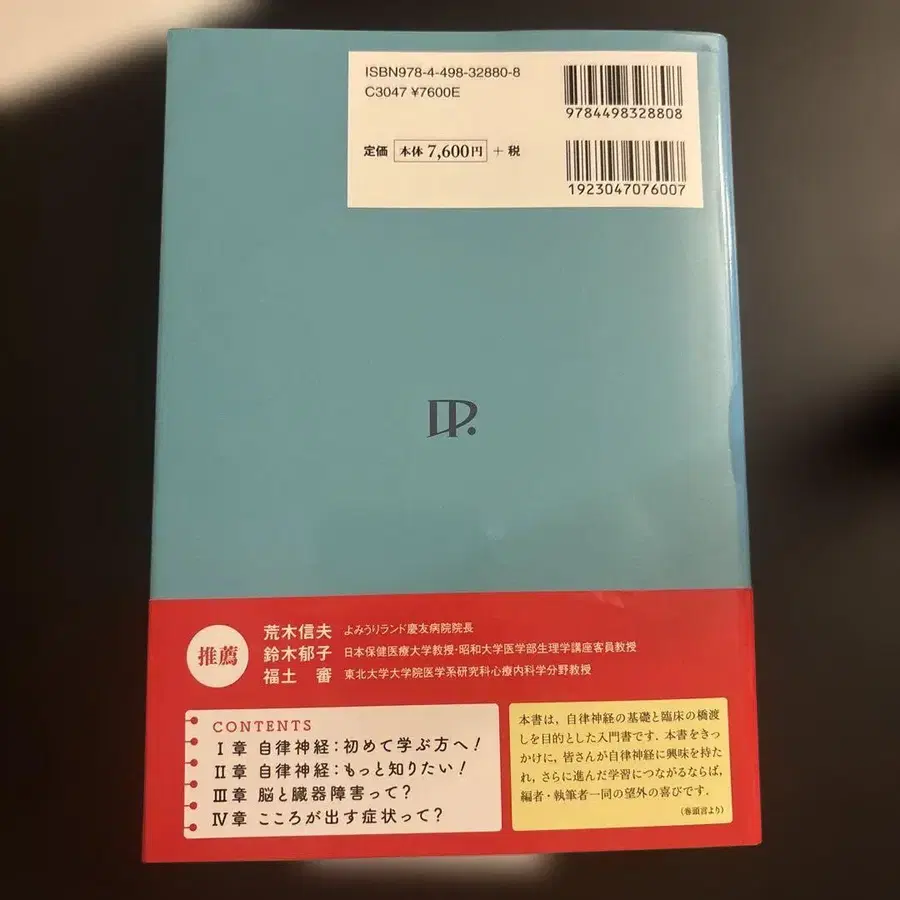 ISBN978-4-498-32880-8
C3047 ¥7600E
9784498328808
定価 本体 7,600円 + 税
1923047076007
推薦
荒木信夫 よみうりランド慶友病院院長
鈴木郁子 日本保健医療大学教授・昭和大学医学部生理学講座客員教授
福土 審 東北大学大学院医学系研究科心療内科学分野教授
CONTENTS
Ⅰ章 自律神経：初めて学ぶ方へ！
Ⅱ章 自律神経：もっと知りたい！
Ⅲ章 脳と臓器障害って？
Ⅳ章 こころが出す症状って？
本書は，自律神経の基礎と臨床の橋渡
しを目的とした入門書です．本書をきっ
かけに，皆さんが自律神経に興味を持た
れ，さらに進んだ学習につながるならば，
編者・執筆者一同の望外の喜びです．
（巻頭言より）